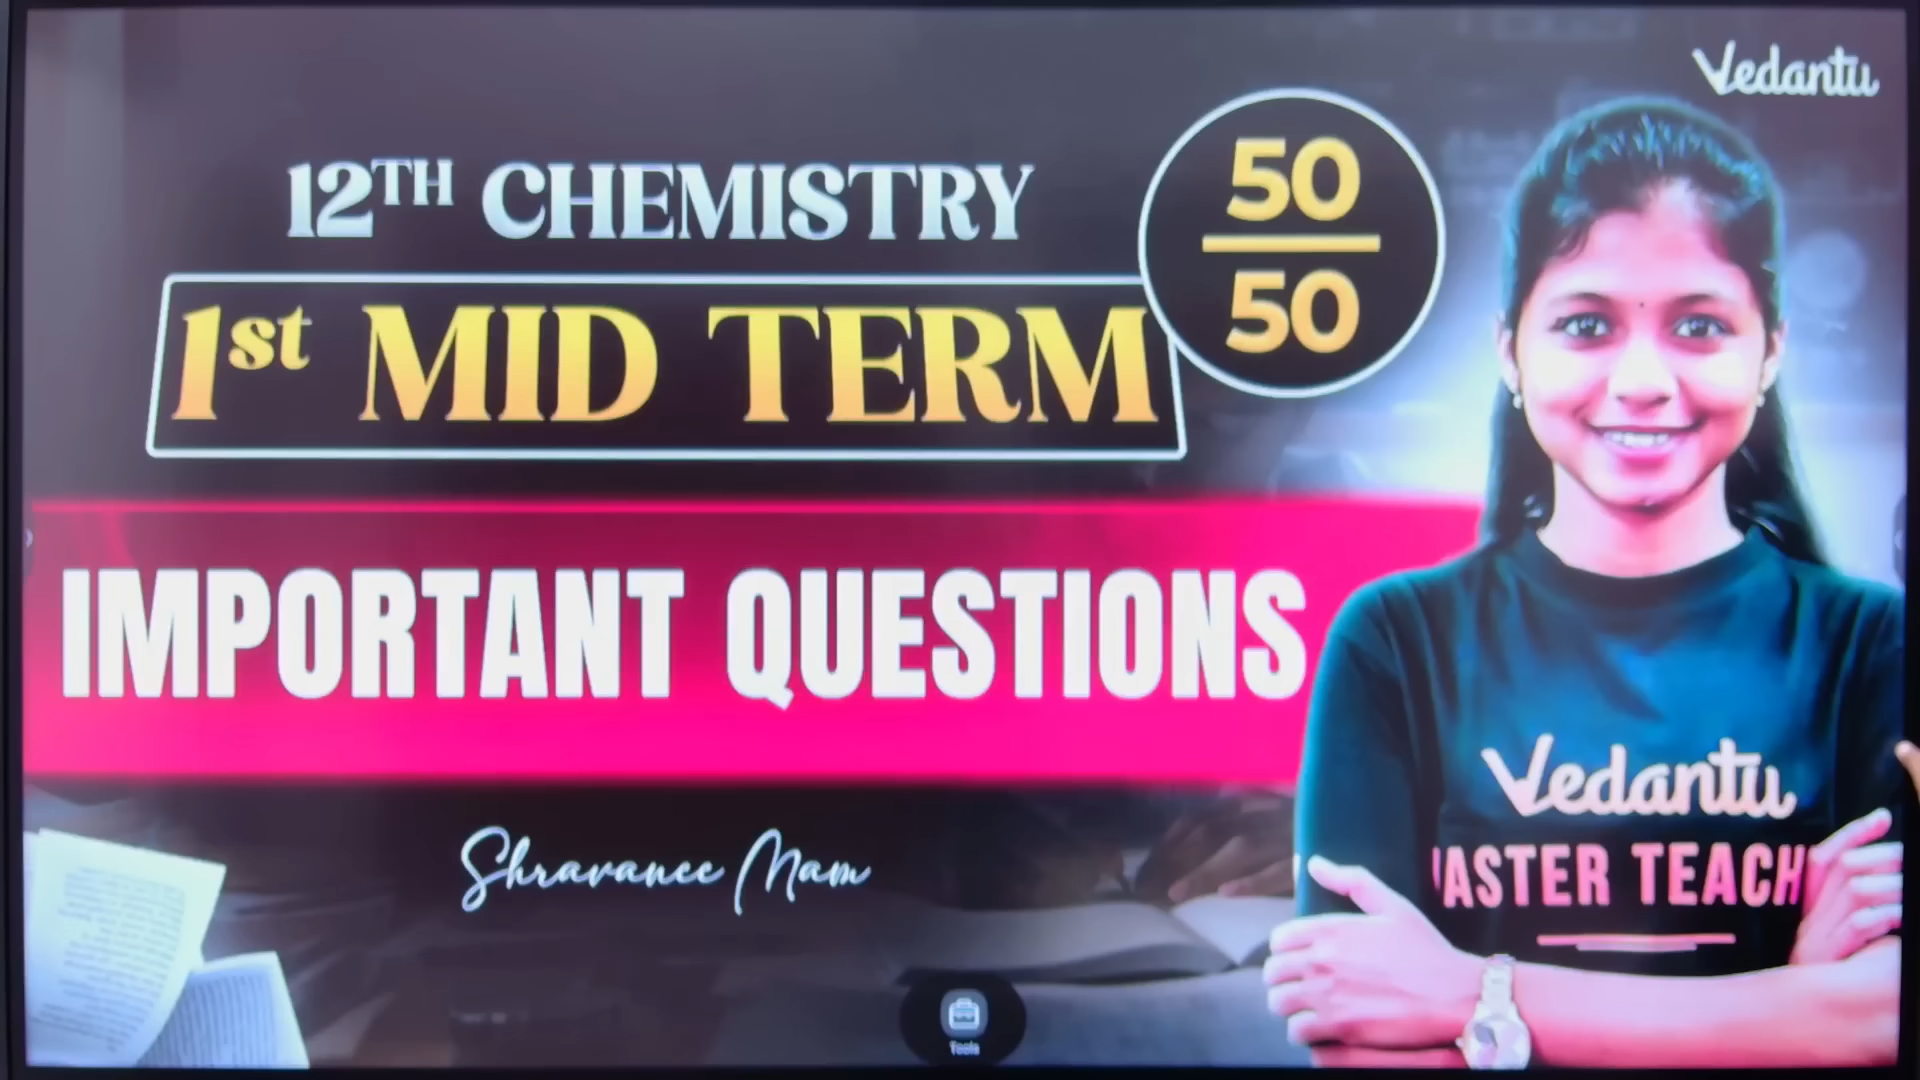 Vedantu
12TH CHEMISTRY
50
50
1st MID TERM
IMPORTANT QUESTIONS
Shravanee Mam
Vedantu
ASTER TEACH
Tools